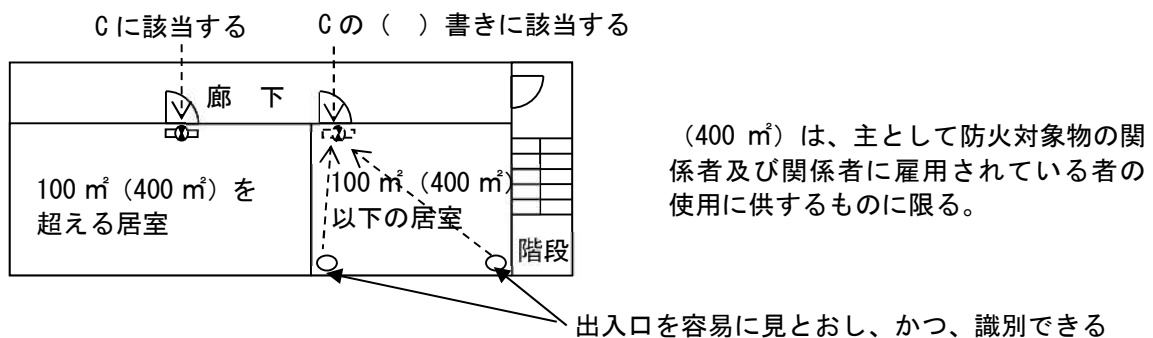 Cに該当する
Cの（　）書きに該当する
廊　下
100 ㎡（400 ㎡）を
超える居室
100 ㎡（400 ㎡）
以下の居室
階段
（400 ㎡）は、主として防火対象物の関
係者及び関係者に雇用されている者の
使用に供するものに限る。
出入口を容易に見とおし、かつ、識別できる